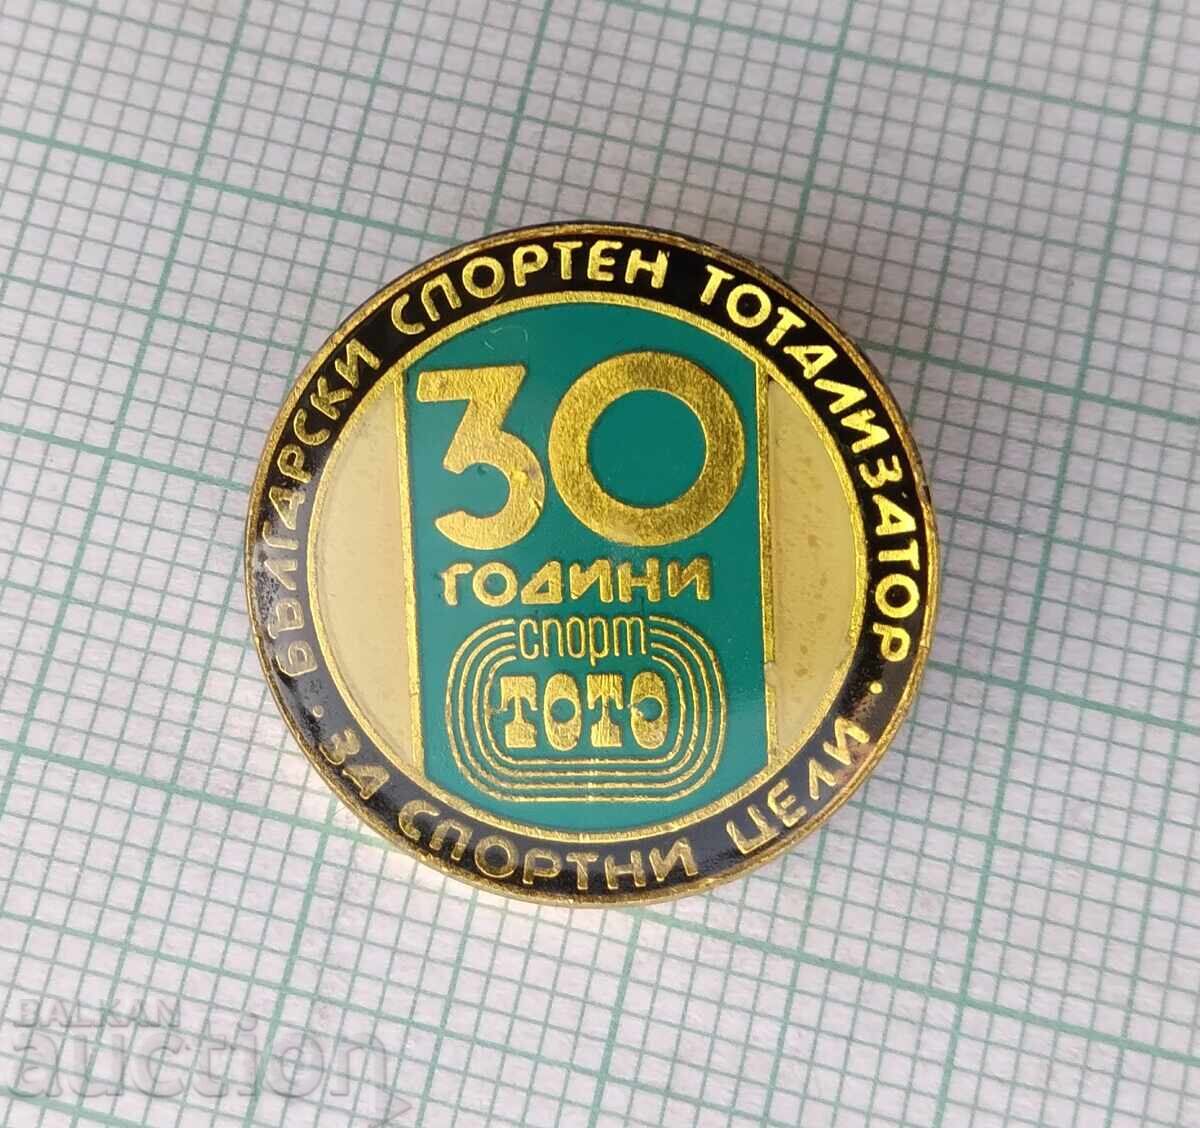 БЪЛГАРСКИ СПОРТЕН ТОТАЛИЗАТОР
30
ГОДИНИ
спорт
ТОТО
· ЗА СПОРТНИ ЦЕЛИ ·
BALKAN
auction